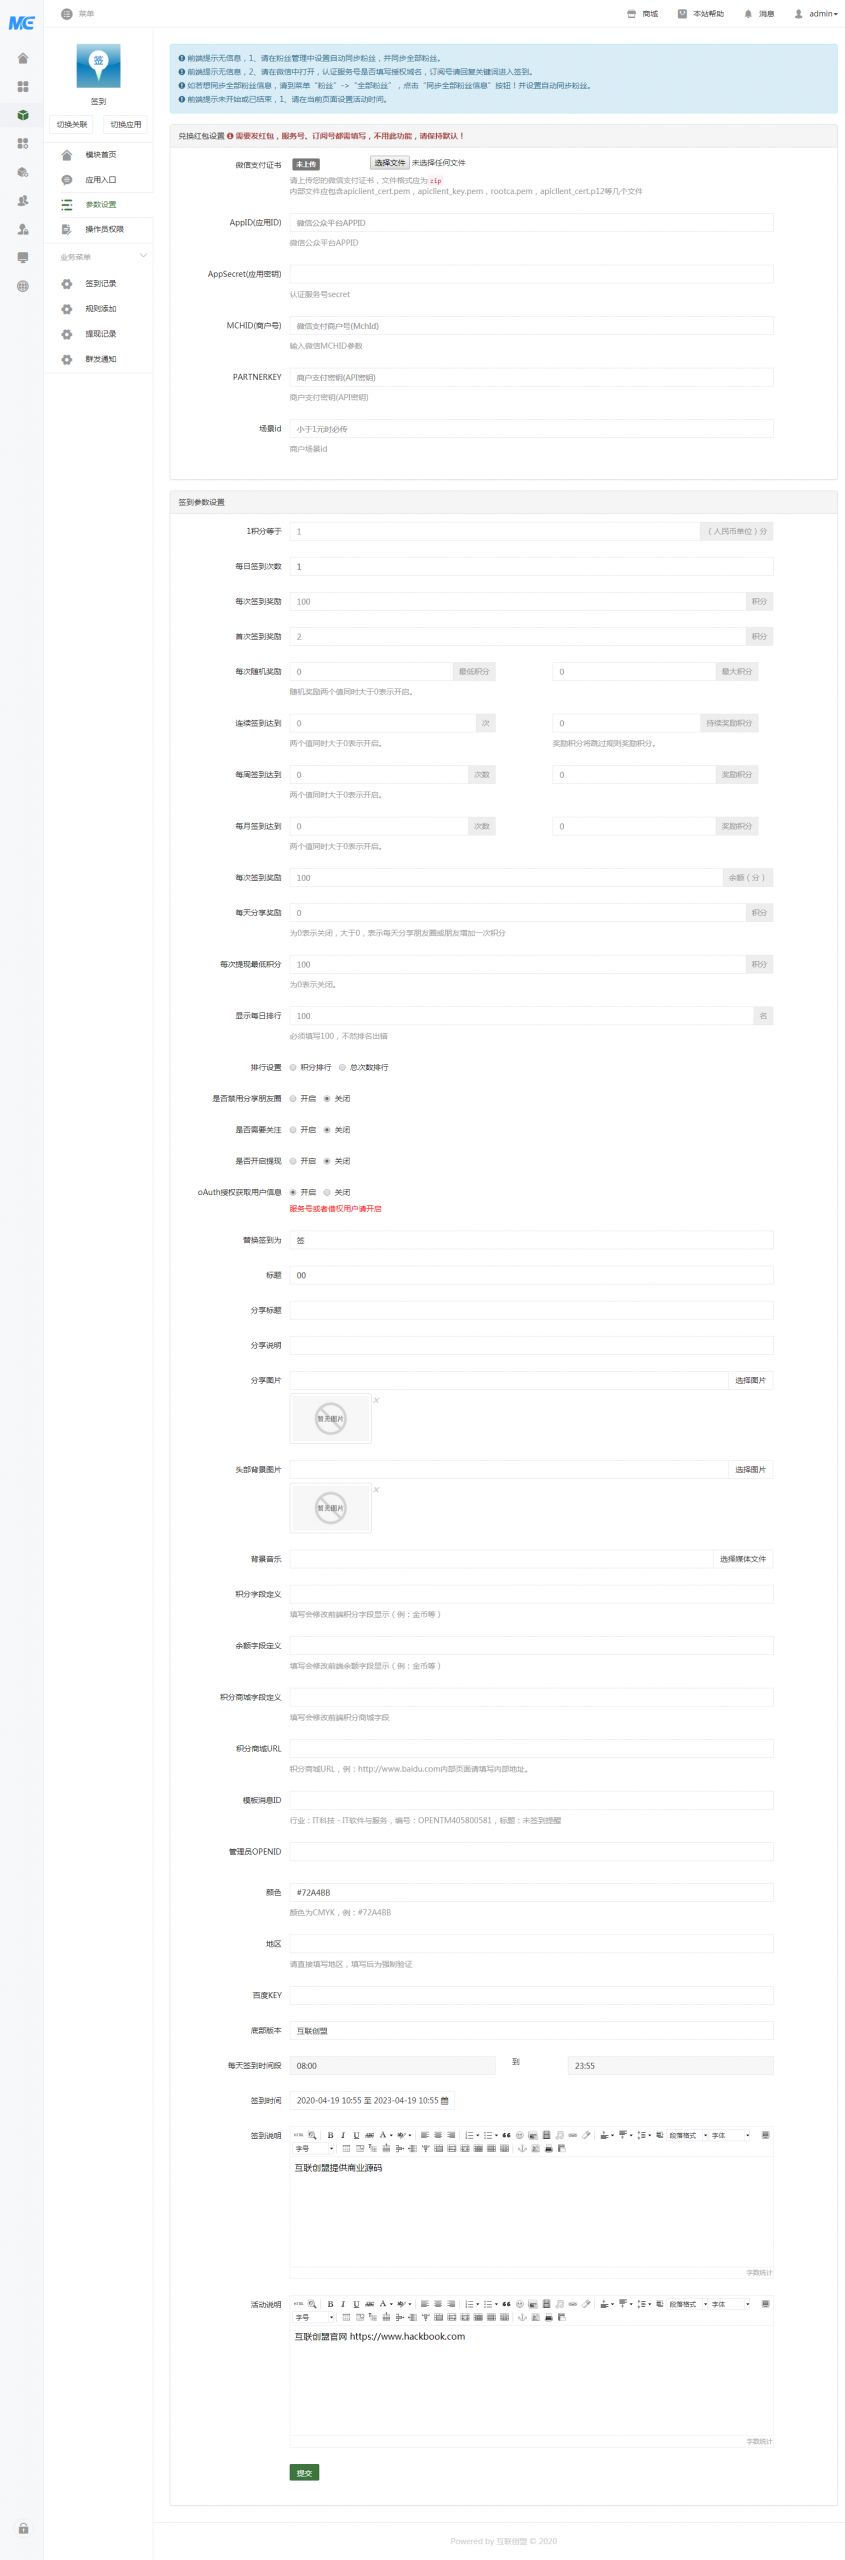 MC
菜单
商城
本站帮助
消息
admin
签
签到
切换关联
切换应用
模块首页
应用入口
参数设置
操作员权限
业务菜单
签到记录
规则添加
提现记录
群发通知
前端提示无信息，1、请在粉丝管理中设置自动同步粉丝，并同步全部粉丝。
前端提示无信息，2、请在微信中打开，认证服务号是否填写授权域名，订阅号请回复关键词进入签到。
如若想同步全部粉丝信息，请到菜单“粉丝”->“全部粉丝”，点击“同步全部粉丝信息”按钮！并设置自动同步粉丝。
前端提示未开始或已结束，1、请在当前页面设置活动时间。
兑换红包设置 需要发红包，服务号、订阅号都需填写，不用此功能，请保持默认！
微信支付证书 未上传 选择文件 未选择任何文件
请上传您的微信支付证书，文件格式应为 zip
内部文件应包含apiclient_cert.pem，apiclient_key.pem，rootca.pem，apiclient_cert.p12等几个文件
AppID(应用ID) 微信公众平台APPID
微信公众平台APPID
AppSecret(应用密钥)
认证服务号secret
MCHID(商户号) 微信支付商户号(MchId)
输入微信MCHID参数
PARTNERKEY 商户支付密钥(API密钥)
商户支付密钥(API密钥)
场景id 小于1元时必传
商户场景id
签到参数设置
1积分等于 1 （人民币单位）分
每日签到次数 1
每次签到奖励 100 积分
首次签到奖励 2 积分
每次随机奖励 0 最低积分 0 最大积分
随机奖励两个值同时大于0表示开启。
连续签到达到 0 次 0 持续奖励积分
两个值同时大于0表示开启。 奖励积分将跳过规则奖励积分。
每周签到达到 0 次数 0 奖励积分
两个值同时大于0表示开启。
每月签到达到 0 次数 0 奖励积分
两个值同时大于0表示开启。
每次签到奖励 100 余额（分）
每天分享奖励 0 积分
为0表示关闭，大于0，表示每天分享朋友圈或朋友增加一次积分
每次提现最低积分 100 积分
为0表示关闭。
显示每日排行 100 名
必须填写100，不然排名出错
排行设置 积分排行 总次数排行
是否禁用分享朋友圈 开启 关闭
是否需要关注 开启 关闭
是否开启提现 开启 关闭
oAuth授权获取用户信息 开启 关闭
服务号或者借权用户请开启
替换签到为 签
标题 00
分享标题
分享说明
分享图片 选择图片
暂无图片 ×
头部背景图片 选择图片
暂无图片 ×
背景音乐 选择媒体文件
积分字段定义
填写会修改前端积分字段显示（例：金币等）
余额字段定义
填写会修改前端余额字段显示（例：金币等）
积分商城字段定义
填写会修改前端积分商城字段
积分商城URL
积分商城URL，例：http://www.baidu.com内部页面请填写内部地址。
模板消息ID
行业：IT科技 - IT软件与服务，编号：OPENTM405800581，标题：未签到提醒
管理员OPENID
颜色 #72A4BB
颜色为CMYK，例：#72A4BB
地区
请直接填写地区，填写后为强制验证
百度KEY
底部版本 互联创盟
每天签到时间段 08:00 到 23:55
签到时间 2020-04-19 10:55 至 2023-04-19 10:55
签到说明 HTML B I U ABC A 段落格式 字体
字号
互联创盟提供商业源码
字数统计
活动说明 HTML B I U ABC A 段落格式 字体
字号
互联创盟官网 https://www.hackbook.com
字数统计
提交
Powered by 互联创盟 © 2020